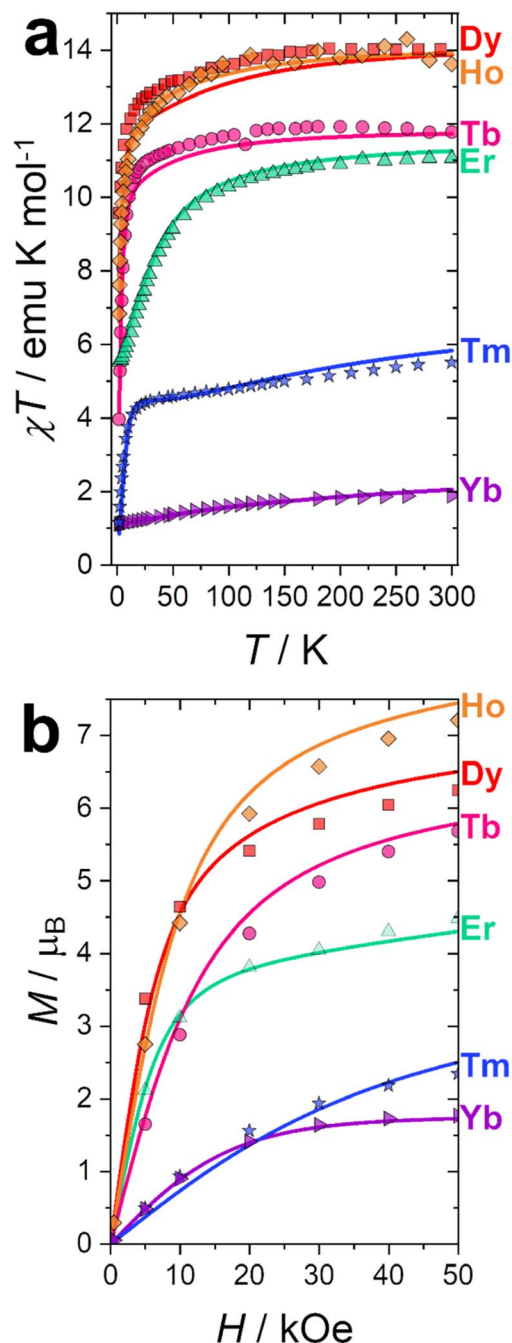 a
14
12
10
8
6
4
2
0
χT / emu K mol⁻¹
Dy
Ho
Tb
Er
Tm
Yb
0 50 100 150 200 250 300
T / K
b
7
6
5
4
3
2
1
0
M / μB
Ho
Dy
Tb
Er
Tm
Yb
0 10 20 30 40 50
H / kOe